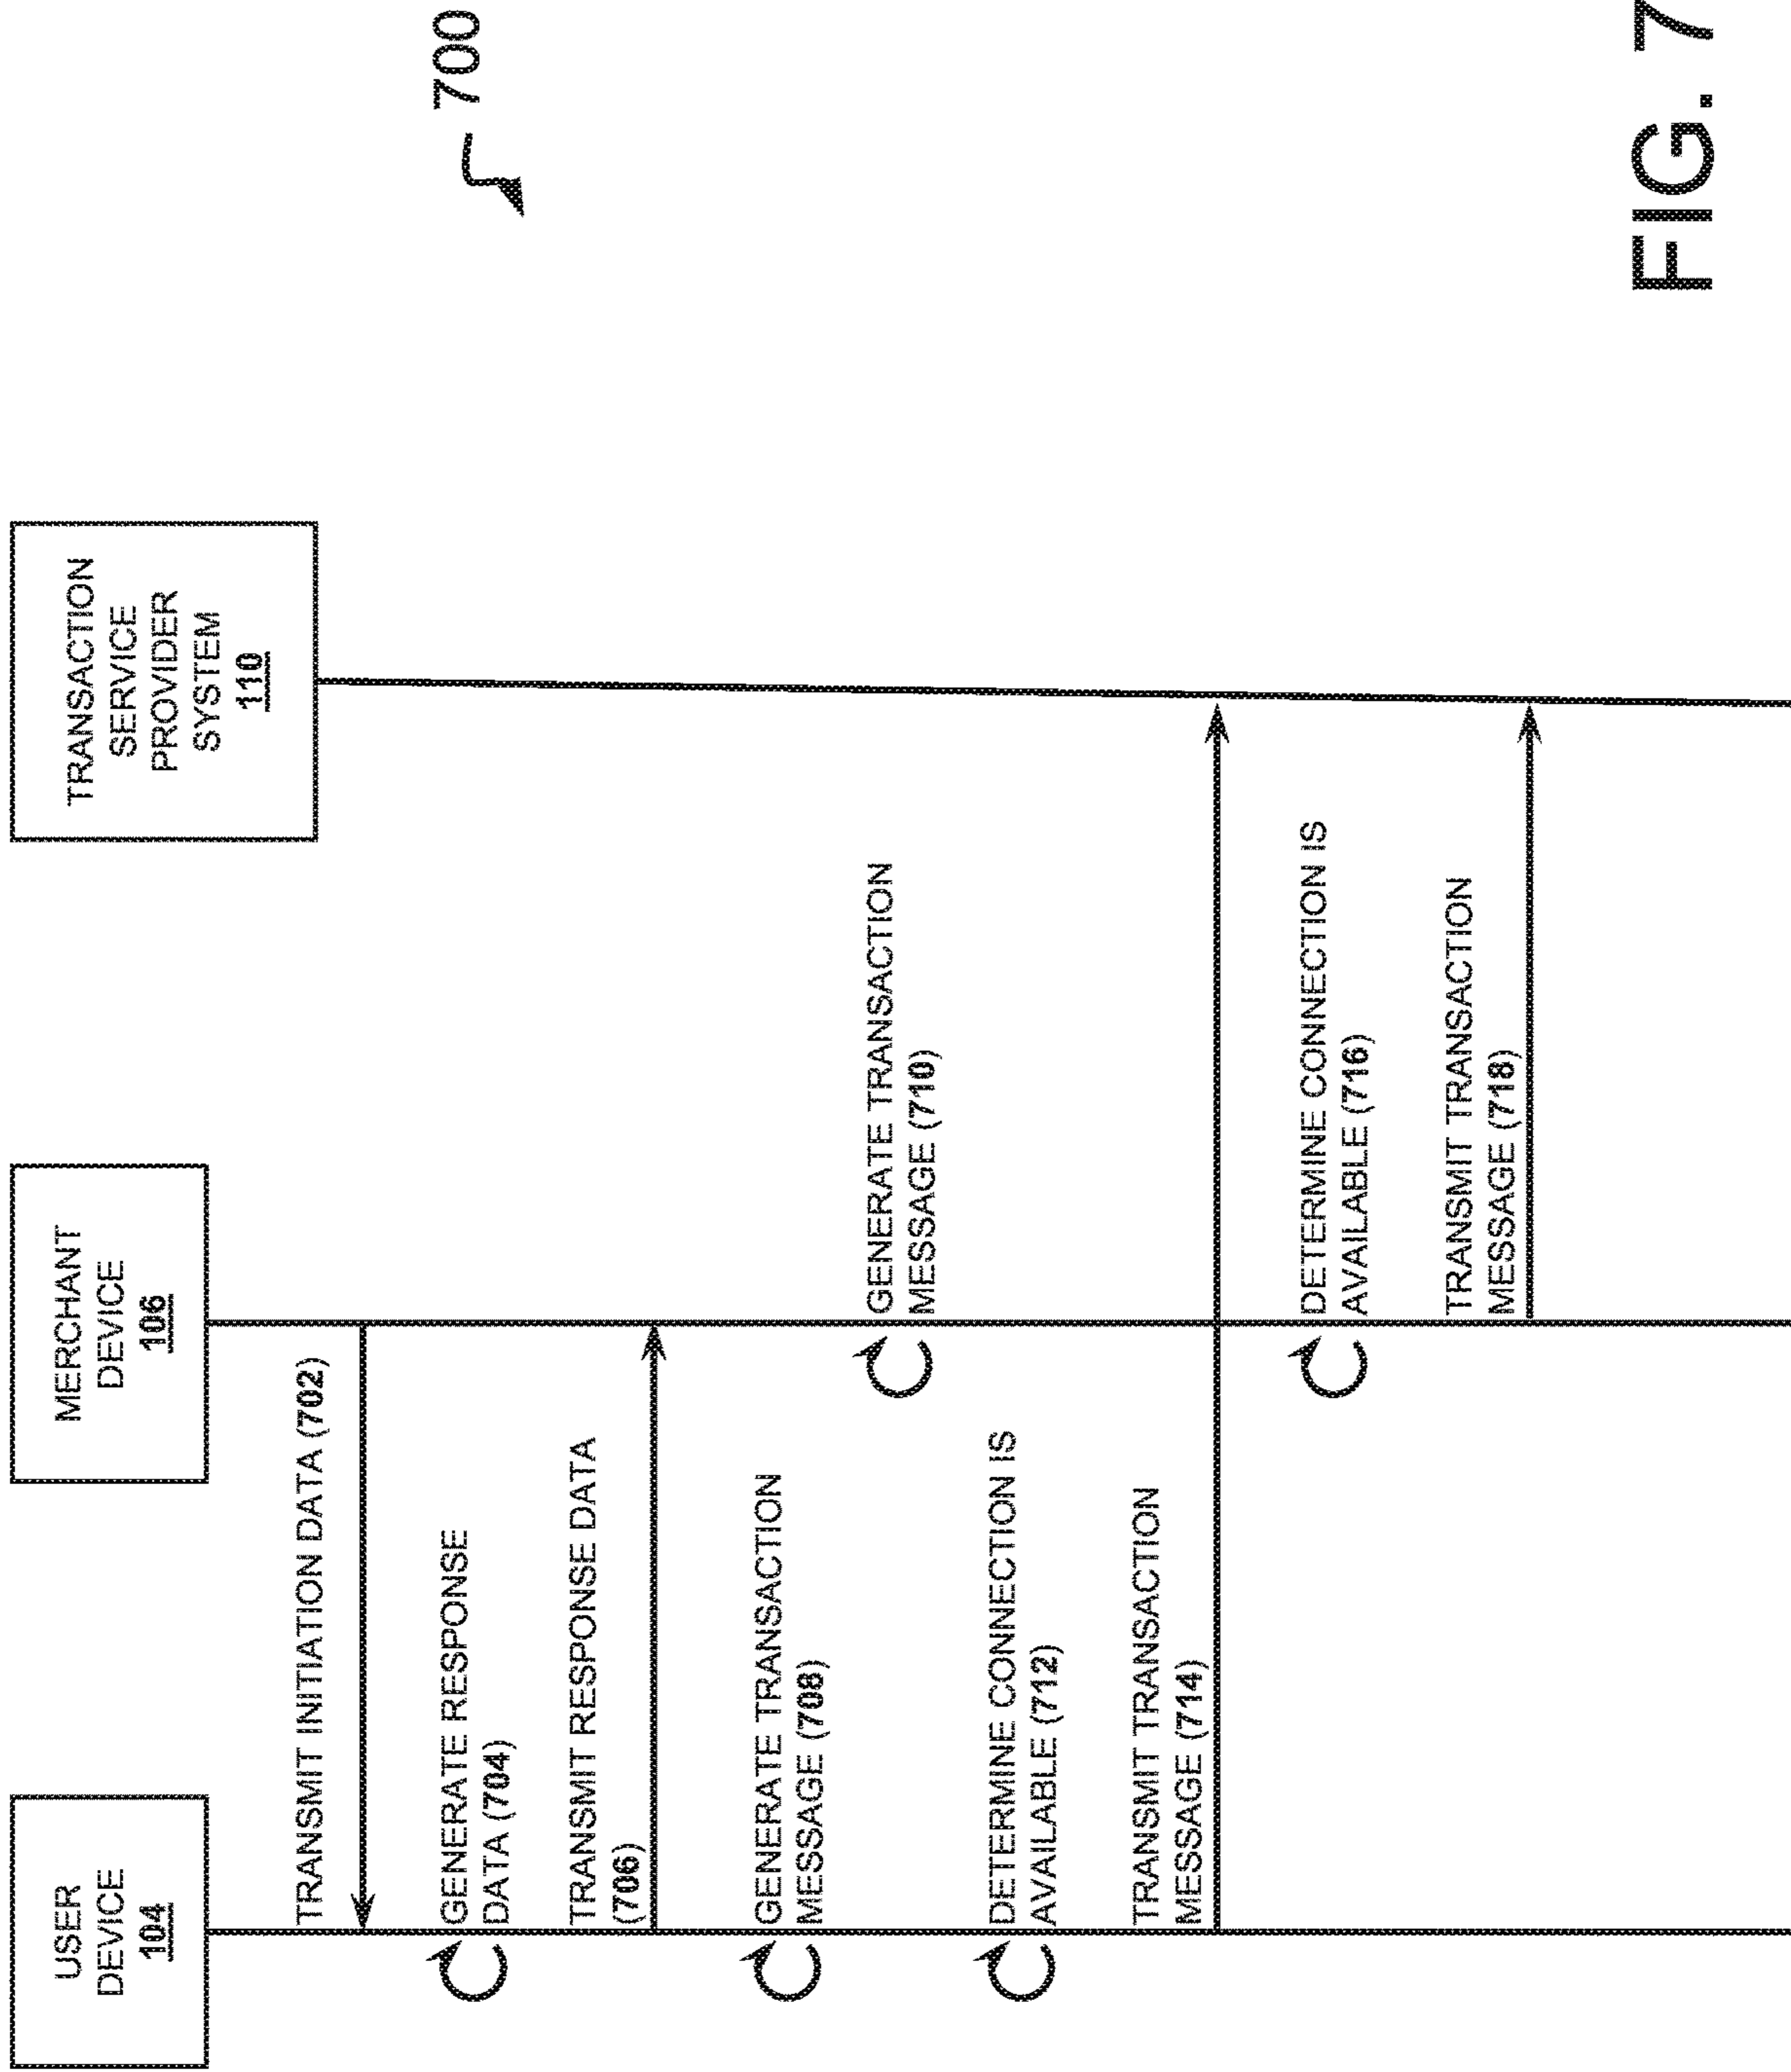 USER
DEVICE
104
MERCHANT
DEVICE
106
TRANSACTION
SERVICE
PROVIDER
SYSTEM
110
700
TRANSMIT INITIATION DATA (702)
GENERATE RESPONSE
DATA (704)
TRANSMIT RESPONSE DATA
(706)
GENERATE TRANSACTION
MESSAGE (708)
GENERATE TRANSACTION
MESSAGE (710)
DETERMINE CONNECTION IS
AVAILABLE (712)
TRANSMIT TRANSACTION
MESSAGE (714)
DETERMINE CONNECTION IS
AVAILABLE (716)
TRANSMIT TRANSACTION
MESSAGE (718)
FIG. 7